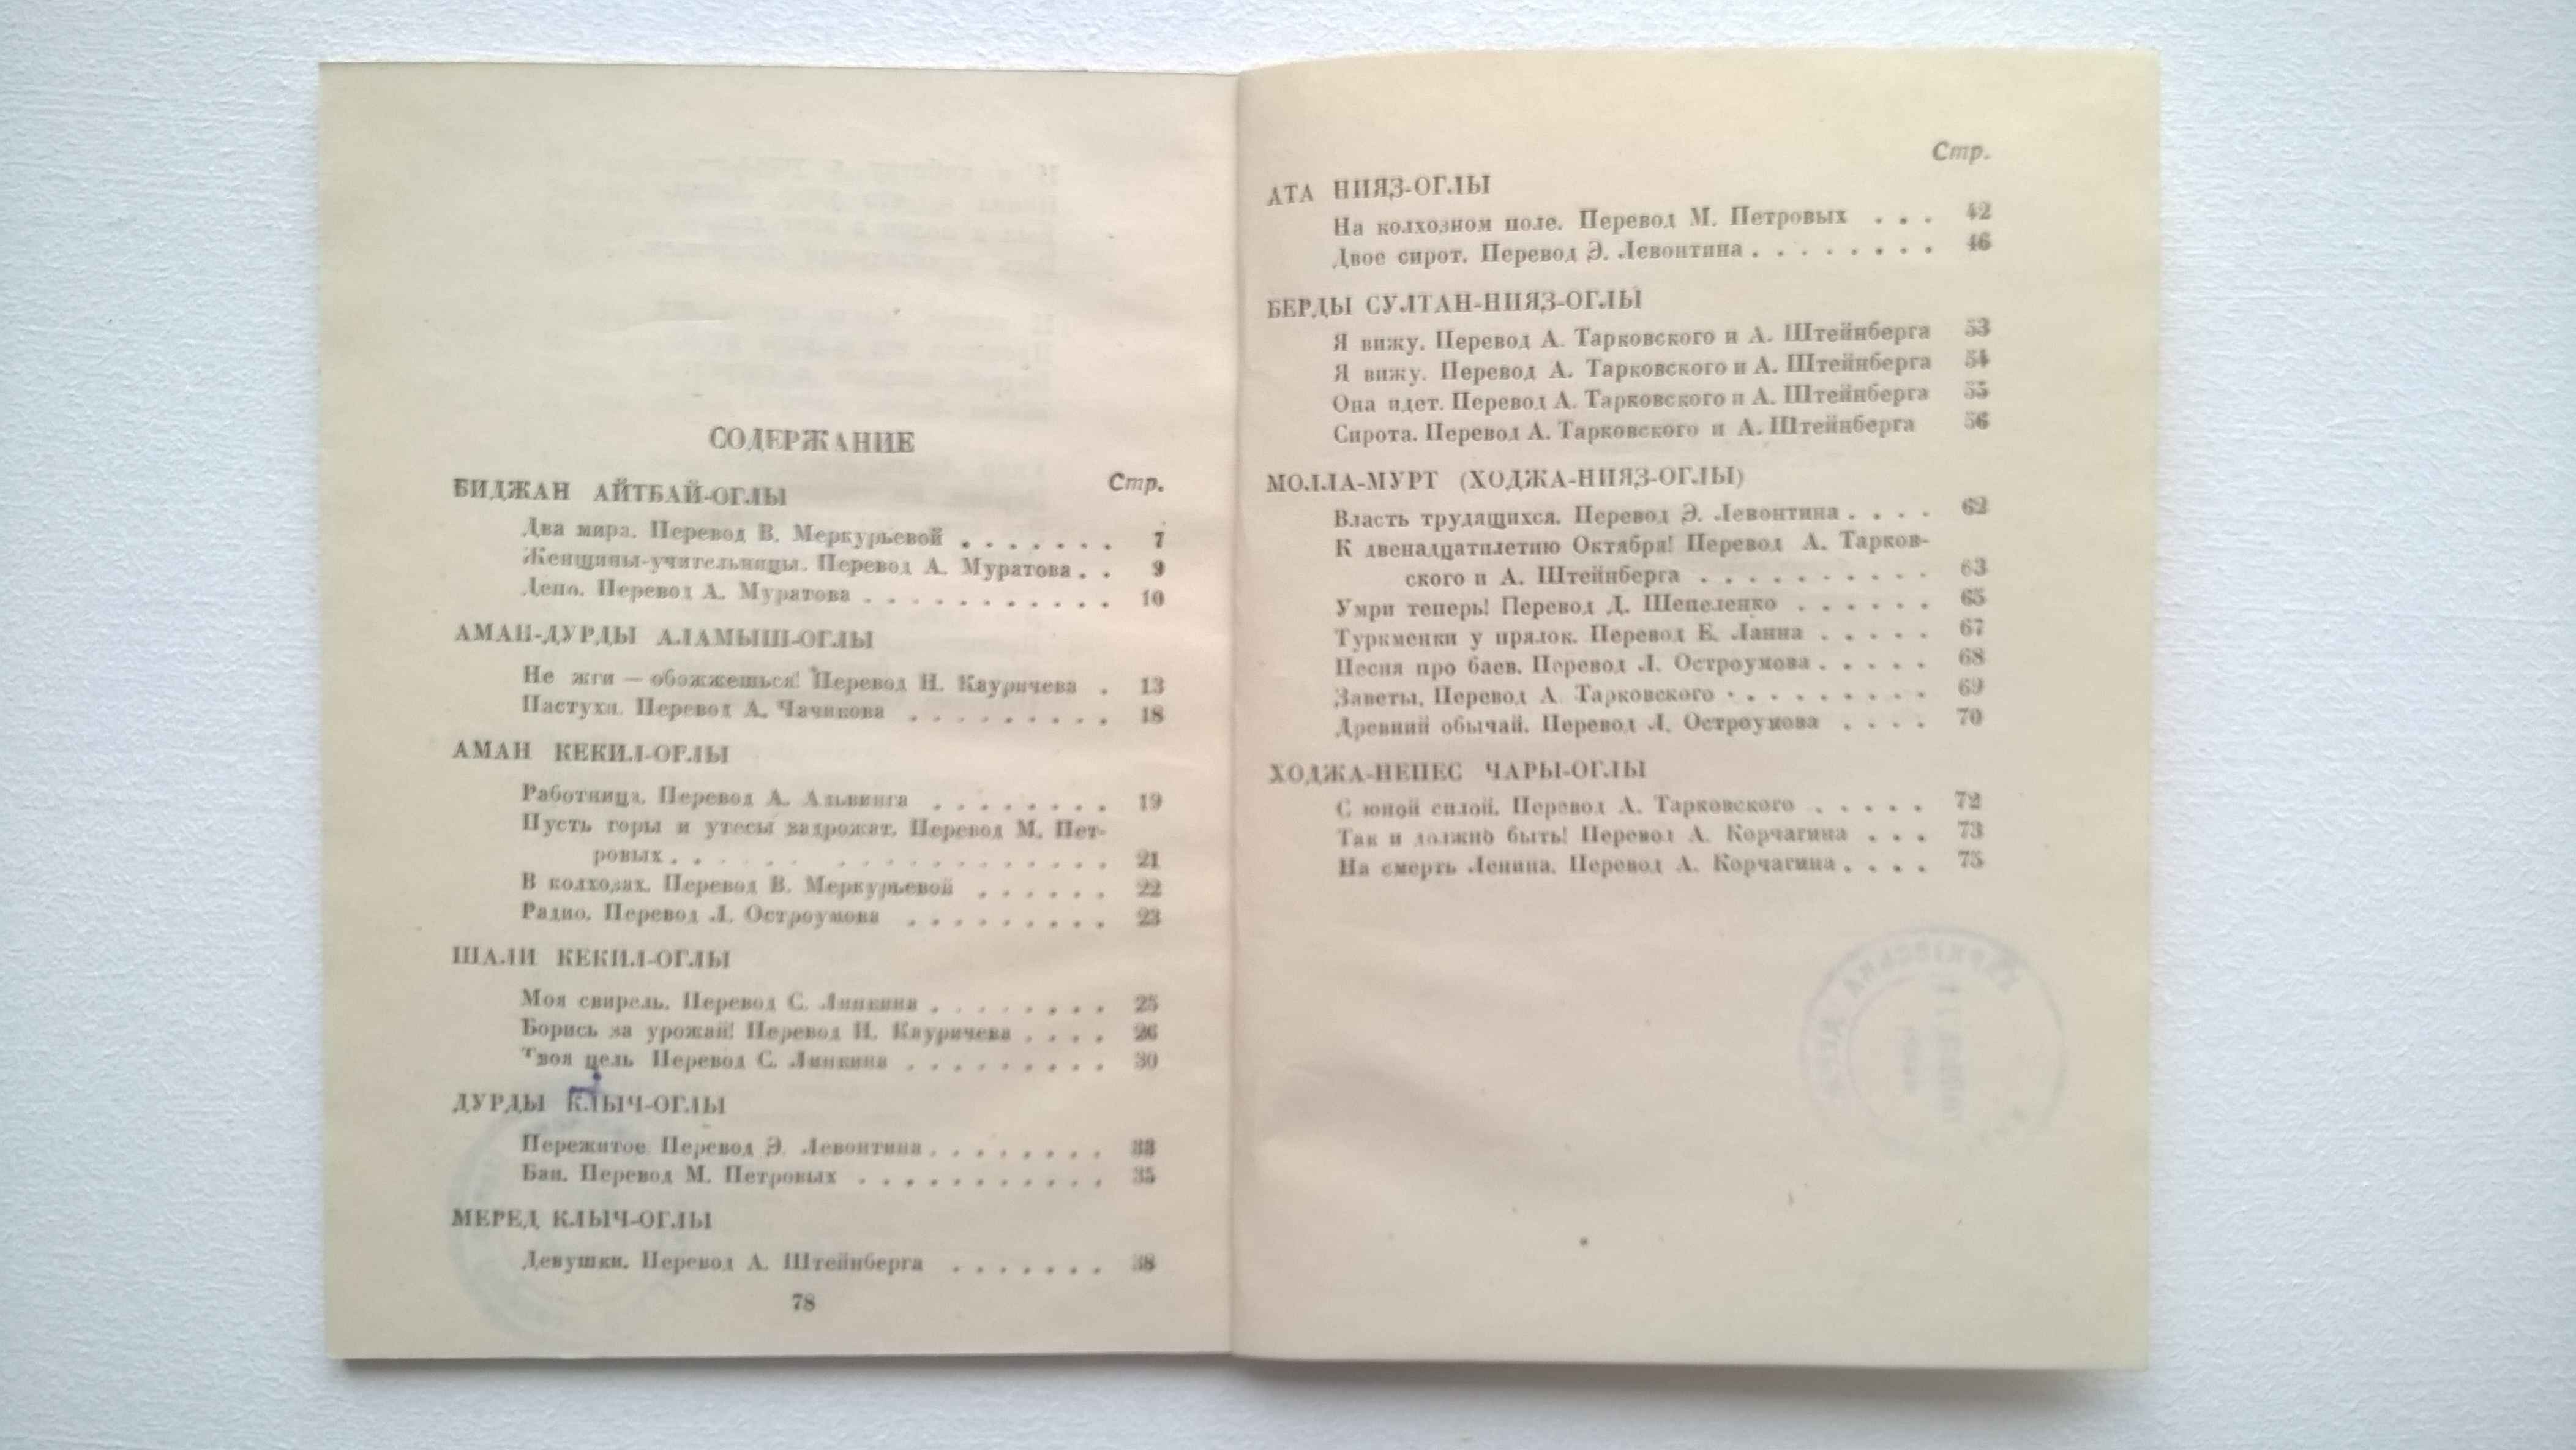 СОДЕРЖАНИЕ
Стр.
БИДЖАН АЙТБАЙ-ОГЛЫ
Два мира. Перевод В. Меркурьевой . . . . . . . 7
Женщины-учительницы. Перевод А. Муратова . . 9
Депо. Перевод А. Муратова . . . . . . . . . . . 10
АМАН-ДУРДЫ АЛАМЫШ-ОГЛЫ
Не жги — обожжешься! Перевод Н. Кауричева . 13
Пастухи. Перевод А. Чачикова . . . . . . . . . 18
АМАН КЕКИЛ-ОГЛЫ
Работница. Перевод А. Альвинга . . . . . . . . 19
Пусть горы и утесы задрожат. Перевод М. Пет-
ровых . . . . . . . . . . . . . . . . . . 21
В колхозах. Перевод В. Меркурьевой . . . . . . 22
Радио. Перевод Л. Остроумова . . . . . . . . . 23
ШАЛИ КЕКИЛ-ОГЛЫ
Моя свирель. Перевод С. Липкина . . . . . . . . 25
Борись за урожай! Перевод Н. Кауричева . . . . 26
Твоя цель Перевод С. Липкина . . . . . . . . . 30
ДУРДЫ КЛЫЧ-ОГЛЫ
Пережитое Перевод Э. Левонтина . . . . . . . . 33
Баи. Перевод М. Петровых . . . . . . . . . . . 35
МЕРЕД КЛЫЧ-ОГЛЫ
Девушки. Перевод А. Штейнберга . . . . . . . 38
78
Стр.
АТА НИЯЗ-ОГЛЫ
На колхозном поле. Перевод М. Петровых . . . 42
Двое сирот. Перевод Э. Левонтина . . . . . . . . 46
БЕРДЫ СУЛТАН-НИЯЗ-ОГЛЫ
Я вижу. Перевод А. Тарковского и А. Штейнберга 53
Я вижу. Перевод А. Тарковского и А. Штейнберга 54
Она идет. Перевод А. Тарковского и А. Штейнберга 55
Сирота. Перевод А. Тарковского и А. Штейнберга 56
МОЛЛА-МУРТ (ХОДЖА-НИЯЗ-ОГЛЫ)
Власть трудящихся. Перевод Э. Левонтина . . . . 62
К двенадцатилетию Октября! Перевод А. Тарков-
ского и А. Штейнберга . . . . . . . . . . 63
Умри теперь! Перевод Д. Шепеленко . . . . . . 65
Туркменки у прялок. Перевод Е. Ланна . . . . . 67
Песня про баев. Перевод Л. Остроумова . . . . . 68
Заветы. Перевод А. Тарковского . . . . . . . . . 69
Древний обычай. Перевод Л. Остроумова . . . . 70
ХОДЖА-НЕПЕС ЧАРЫ-ОГЛЫ
С юной силой. Перевод А. Тарковского . . . . . 72
Так и должно быть! Перевод А. Корчагина . . . 73
На смерть Ленина. Перевод А. Корчагина . . . . 75